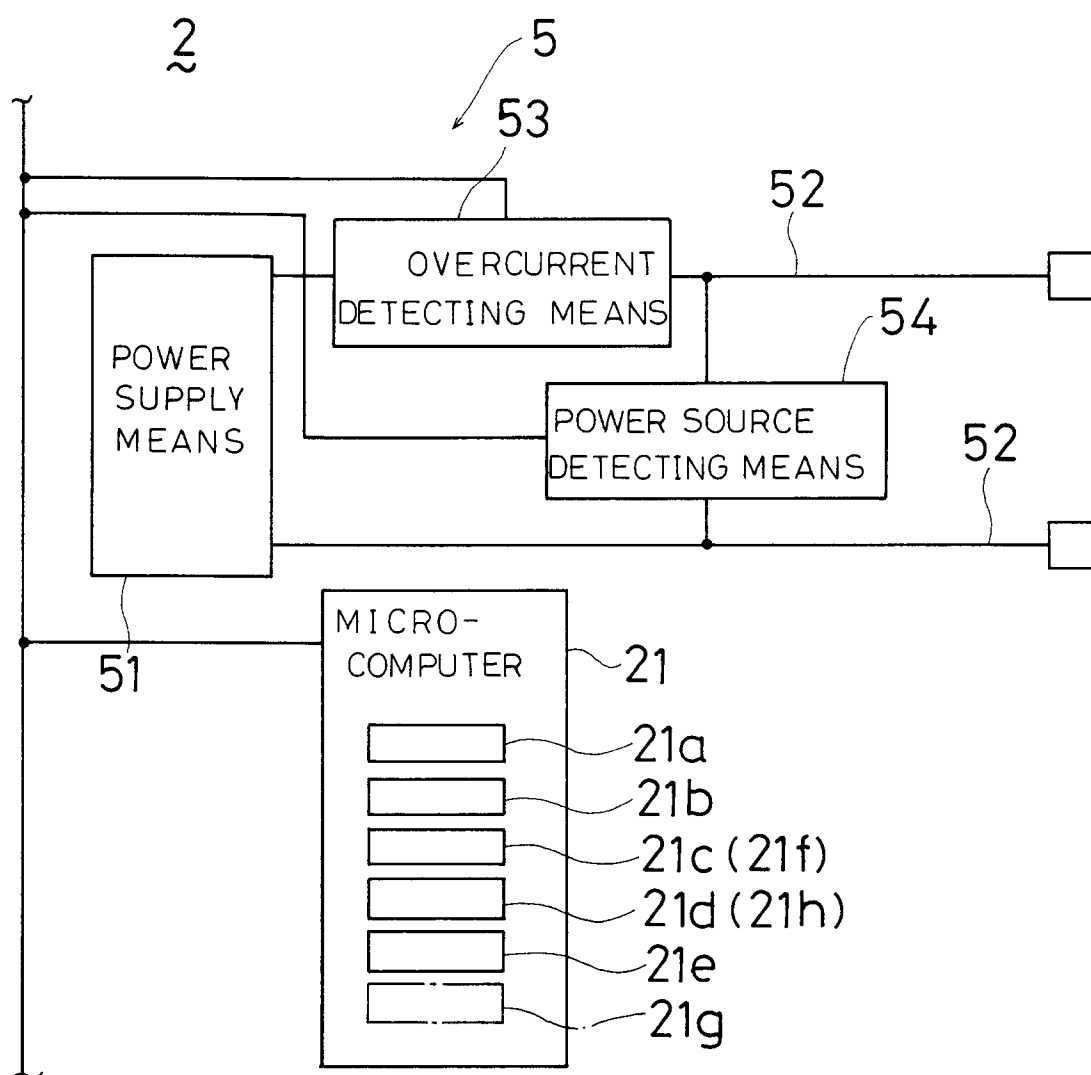 2
5
53
52
OVERCURRENT
DETECTING MEANS
54
POWER
SUPPLY
MEANS
POWER SOURCE
DETECTING MEANS
52
51
MICRO-
COMPUTER
21
21a
21b
21c (21f)
21d (21h)
21e
21g